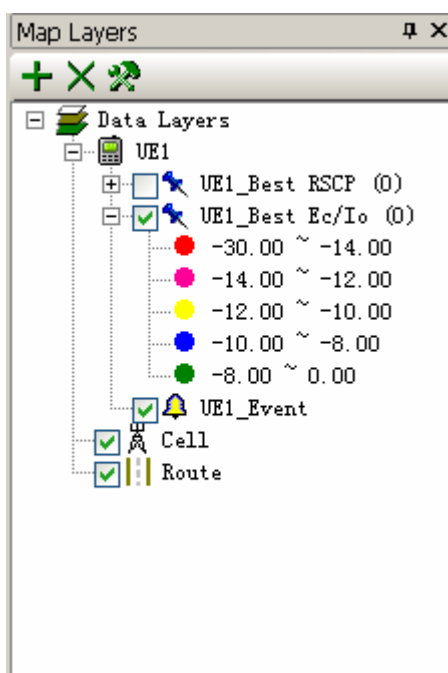 Map Layers
Data Layers
UE1
UE1_Best RSCP (0)
UE1_Best Ec/Io (0)
-30.00 ~ -14.00
-14.00 ~ -12.00
-12.00 ~ -10.00
-10.00 ~ -8.00
-8.00 ~ 0.00
UE1_Event
Cell
Route